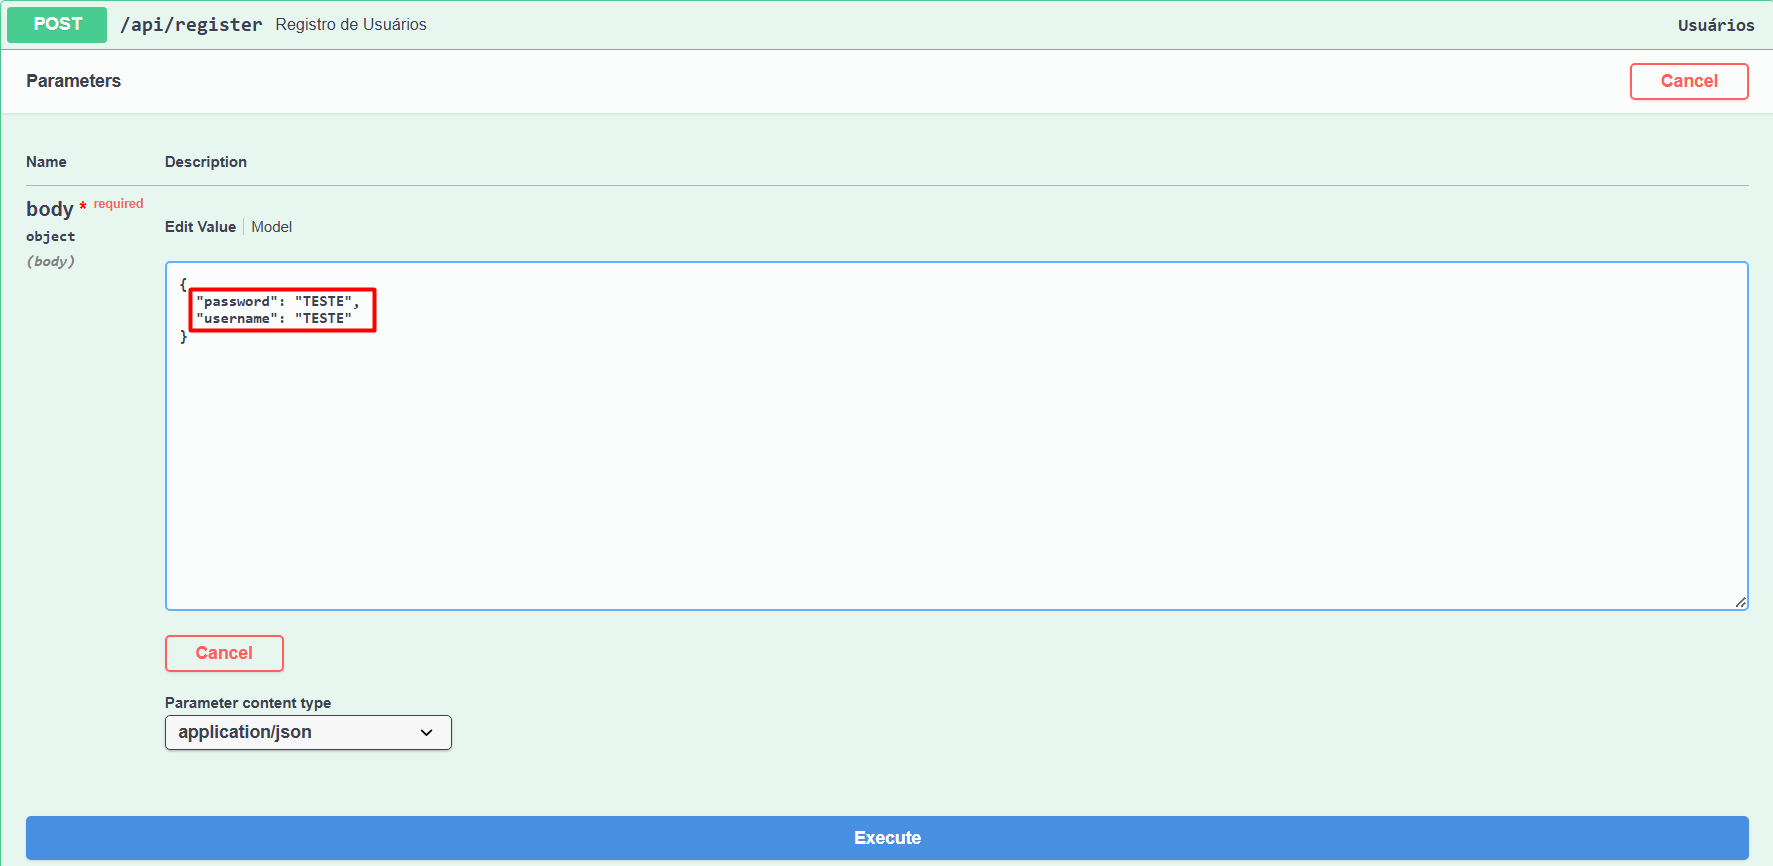 POST /api/register Registro de Usuários Usuários
Parameters Cancel
Name Description
body * required
object
(body)
Edit Value Model
{
"password": "TESTE",
"username": "TESTE"
}
Cancel
Parameter content type
application/json
Execute